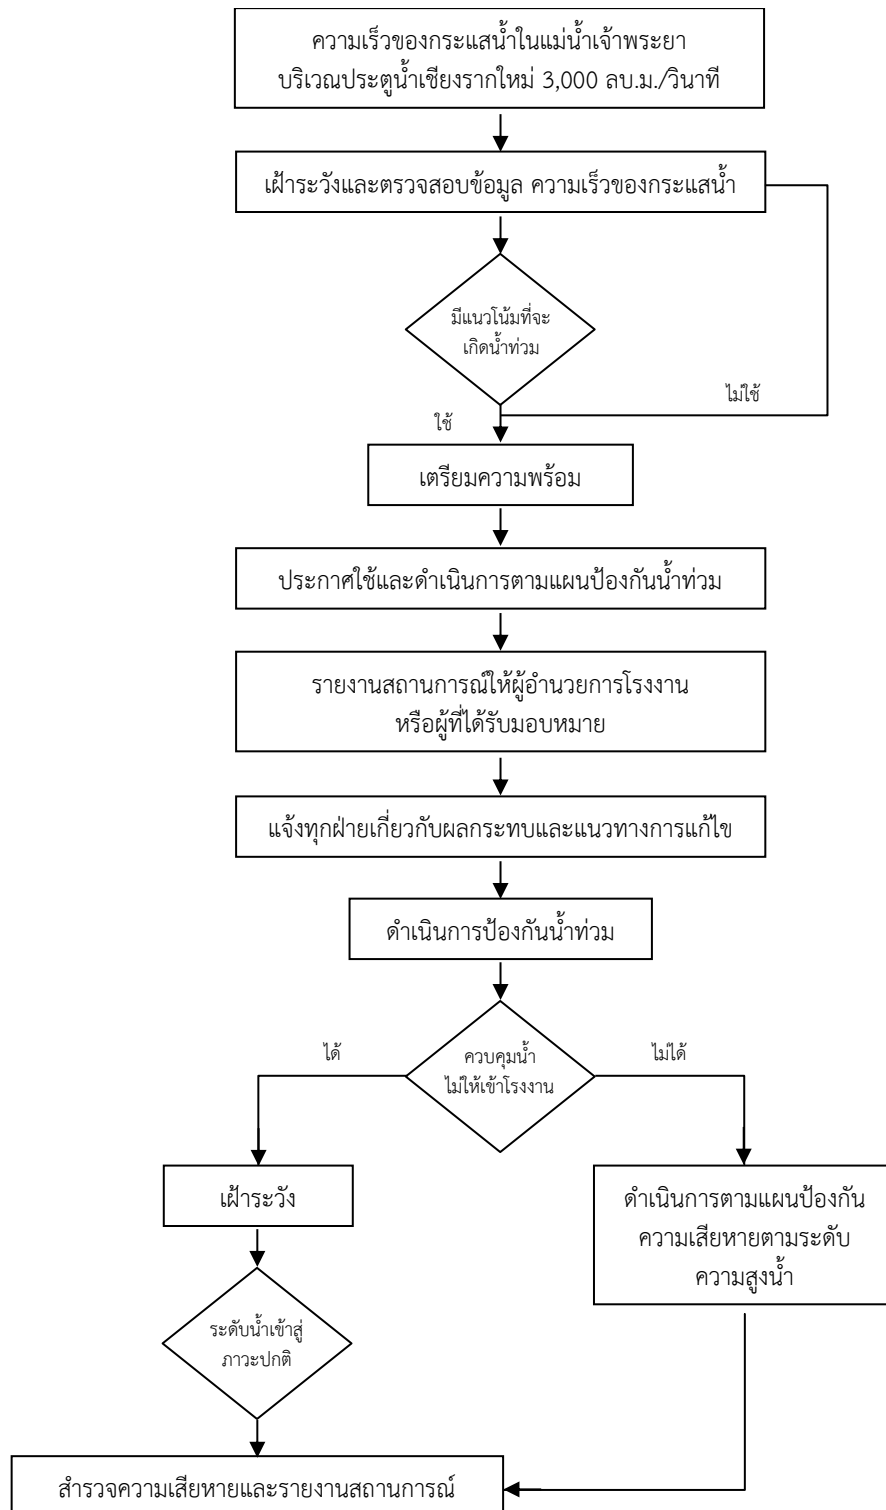 ความเร็วของกระแสน้ำในแม่น้ำเจ้าพระยา
บริเวณประตูน้ำเชียงรากใหม่ 3,000 ลบ.ม./วินาที
เฝ้าระวังและตรวจสอบข้อมูล ความเร็วของกระแสน้ำ
มีแนวโน้มที่จะ
เกิดน้ำท่วม
ไม่ใช้
ใช้
เตรียมความพร้อม
ประกาศใช้และดำเนินการตามแผนป้องกันน้ำท่วม
รายงานสถานการณ์ให้ผู้อำนวยการโรงงาน
หรือผู้ที่ได้รับมอบหมาย
แจ้งทุกฝ่ายเกี่ยวกับผลกระทบและแนวทางการแก้ไข
ดำเนินการป้องกันน้ำท่วม
ได้
ควบคุมน้ำ
ไม่ให้เข้าโรงงาน
ไม่ได้
เฝ้าระวัง
ดำเนินการตามแผนป้องกัน
ความเสียหายตามระดับ
ความสูงน้ำ
ระดับน้ำเข้าสู่
ภาวะปกติ
สำรวจความเสียหายและรายงานสถานการณ์